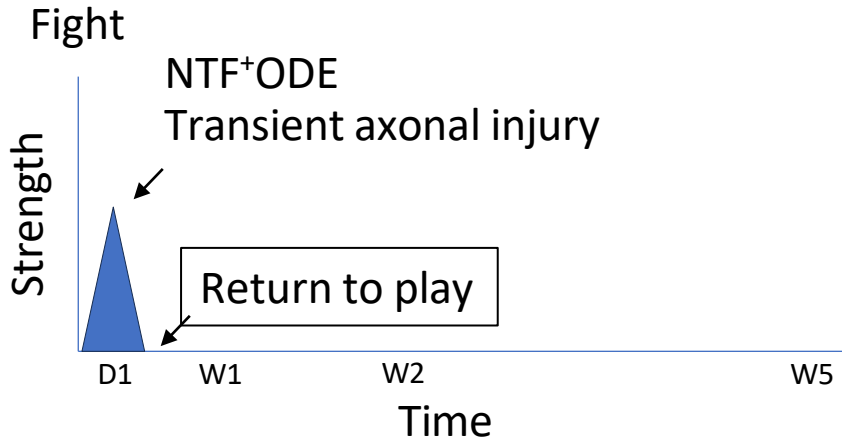 Fight
NTF⁺ODE
Transient axonal injury
Strength
Return to play
D1 W1 W2 W5
Time